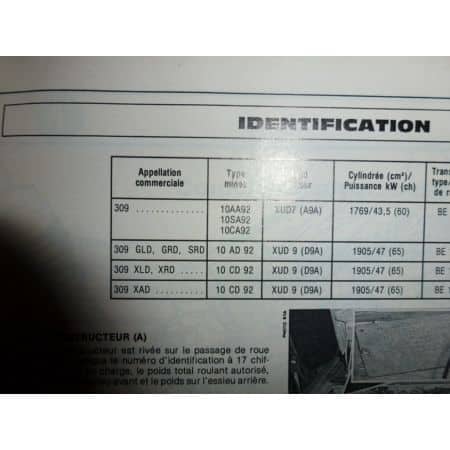 IDENTIFICATION
Appellation commerciale
Type mines
Cylindrée (cm³)/ Puissance kW (ch)
309 .............. 10AA92 10SA92 10CA92 XUD7 (A9A) 1769/43,5 (60) BE
309 GLD, GRD, SRD 10 AD 92 XUD 9 (D9A) 1905/47 (65) BE
309 XLD, XRD ..... 10 CD 92 XUD 9 (D9A) 1905/47 (65) BE
309 XAD ......... 10 CD 92 XUD 9 (D9A) 1905/47 (65) BE
(A)
est rivée sur le passage de roue
le numéro d'identification à 17 chif-
charge, le poids total roulant autorisé,
avant et le poids sur l'essieu arrière.
PHOTO RTA